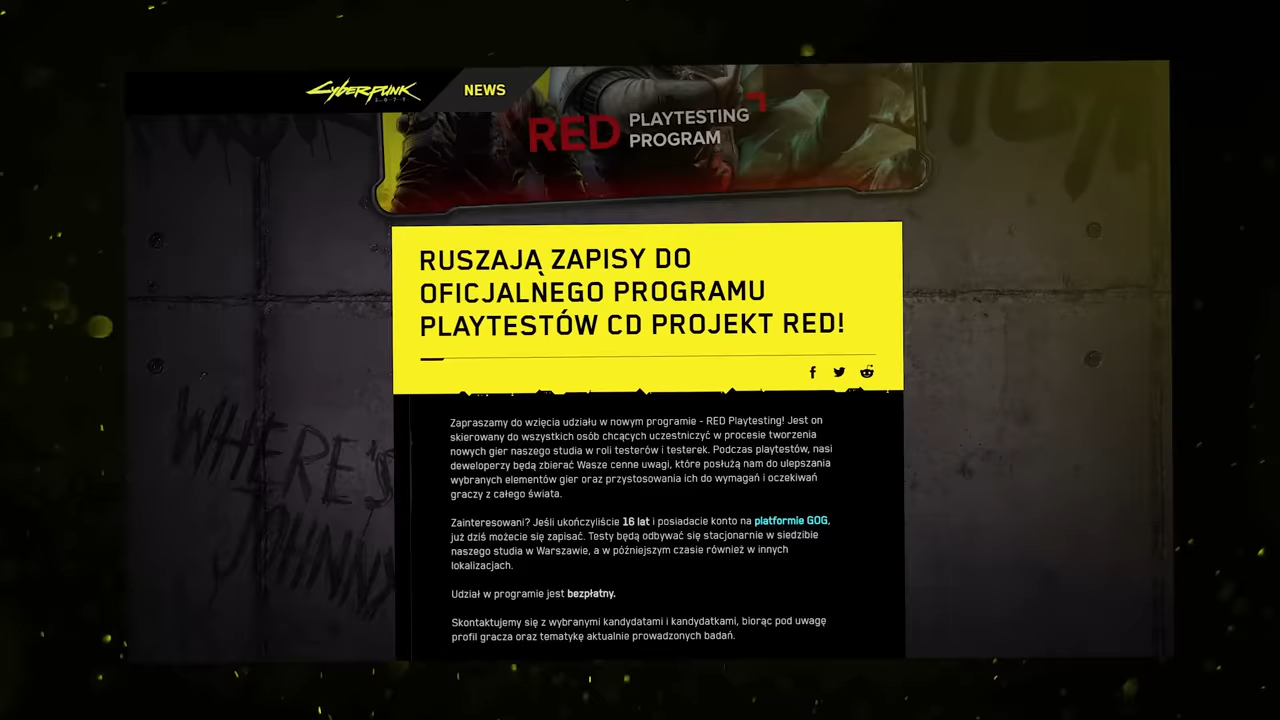 Cyberpunk
2077
NEWS
RED PLAYTESTING
PROGRAM
RUSZAJĄ ZAPISY DO
OFICJALNEGO PROGRAMU
PLAYTESTÓW CD PROJEKT RED!
Zapraszamy do wzięcia udziału w nowym programie - RED Playtesting! Jest on
skierowany do wszystkich osób chcących uczestniczyć w procesie tworzenia
nowych gier naszego studia w roli testerów i testerek. Podczas playtestów, nasi
deweloperzy będą zbierać Wasze cenne uwagi, które posłużą nam do ulepszania
wybranych elementów gier oraz przystosowania ich do wymagań i oczekiwań
graczy z całego świata.
Zainteresowani? Jeśli ukończyliście 16 lat i posiadacie konto na platformie GOG,
już dziś możecie się zapisać. Testy będą odbywać się stacjonarnie w siedzibie
naszego studia w Warszawie, a w późniejszym czasie również w innych
lokalizacjach.
Udział w programie jest bezpłatny.
Skontaktujemy się z wybranymi kandydatami i kandydatkami, biorąc pod uwagę
profil gracza oraz tematykę aktualnie prowadzonych badań.
WHERE'S
JOHNNY